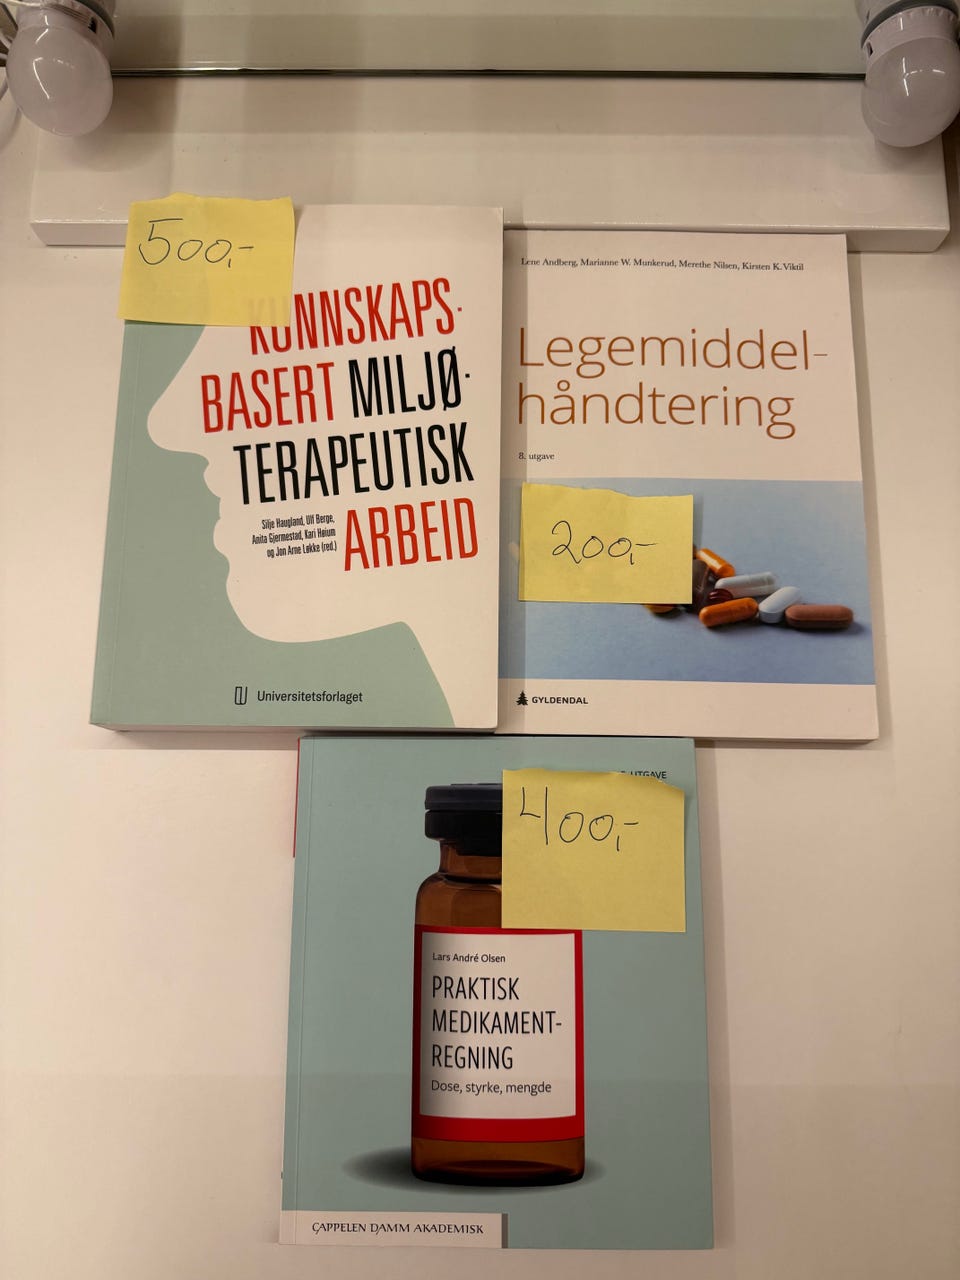 500,-
KUNNSKAPS-
BASERT MILJØ-
TERAPEUTISK
ARBEID
Silje Haugland, Ulf Berge,
Anita Gjermestad, Kari Høium
og Jon Arne Løkke (red.)
Universitetsforlaget
Lene Andberg, Marianne W. Munkerud, Merethe Nilsen, Kirsten K. Viktil
Legemiddel-
håndtering
8. utgave
200,-
GYLDENDAL
UTGAVE
400,-
Lars André Olsen
PRAKTISK
MEDIKAMENT-
REGNING
Dose, styrke, mengde
CAPPELEN DAMM AKADEMISK